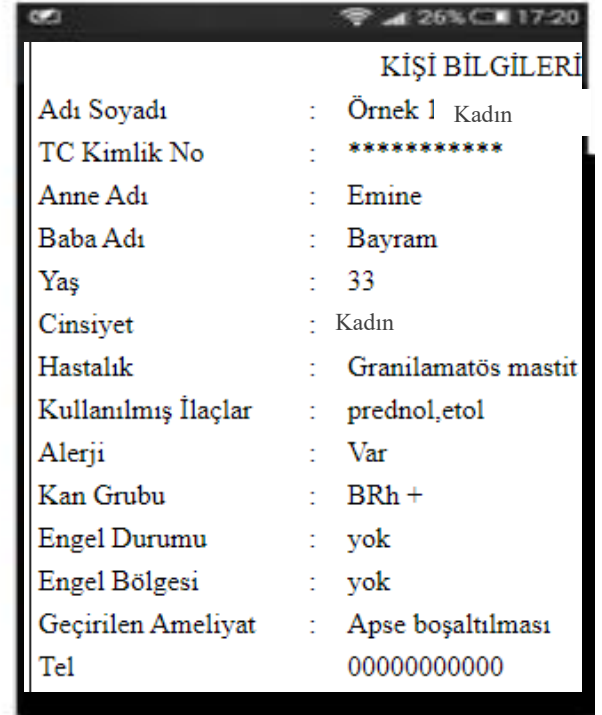 26% 17:20
KİŞİ BİLGİLERİ
Adı Soyadı : Örnek 1 Kadın
TC Kimlik No : ***********
Anne Adı : Emine
Baba Adı : Bayram
Yaş : 33
Cinsiyet : Kadın
Hastalık : Granilamatös mastit
Kullanılmış İlaçlar : prednol,etol
Alerji : Var
Kan Grubu : BRh +
Engel Durumu : yok
Engel Bölgesi : yok
Geçirilen Ameliyat : Apse boşaltılması
Tel 00000000000